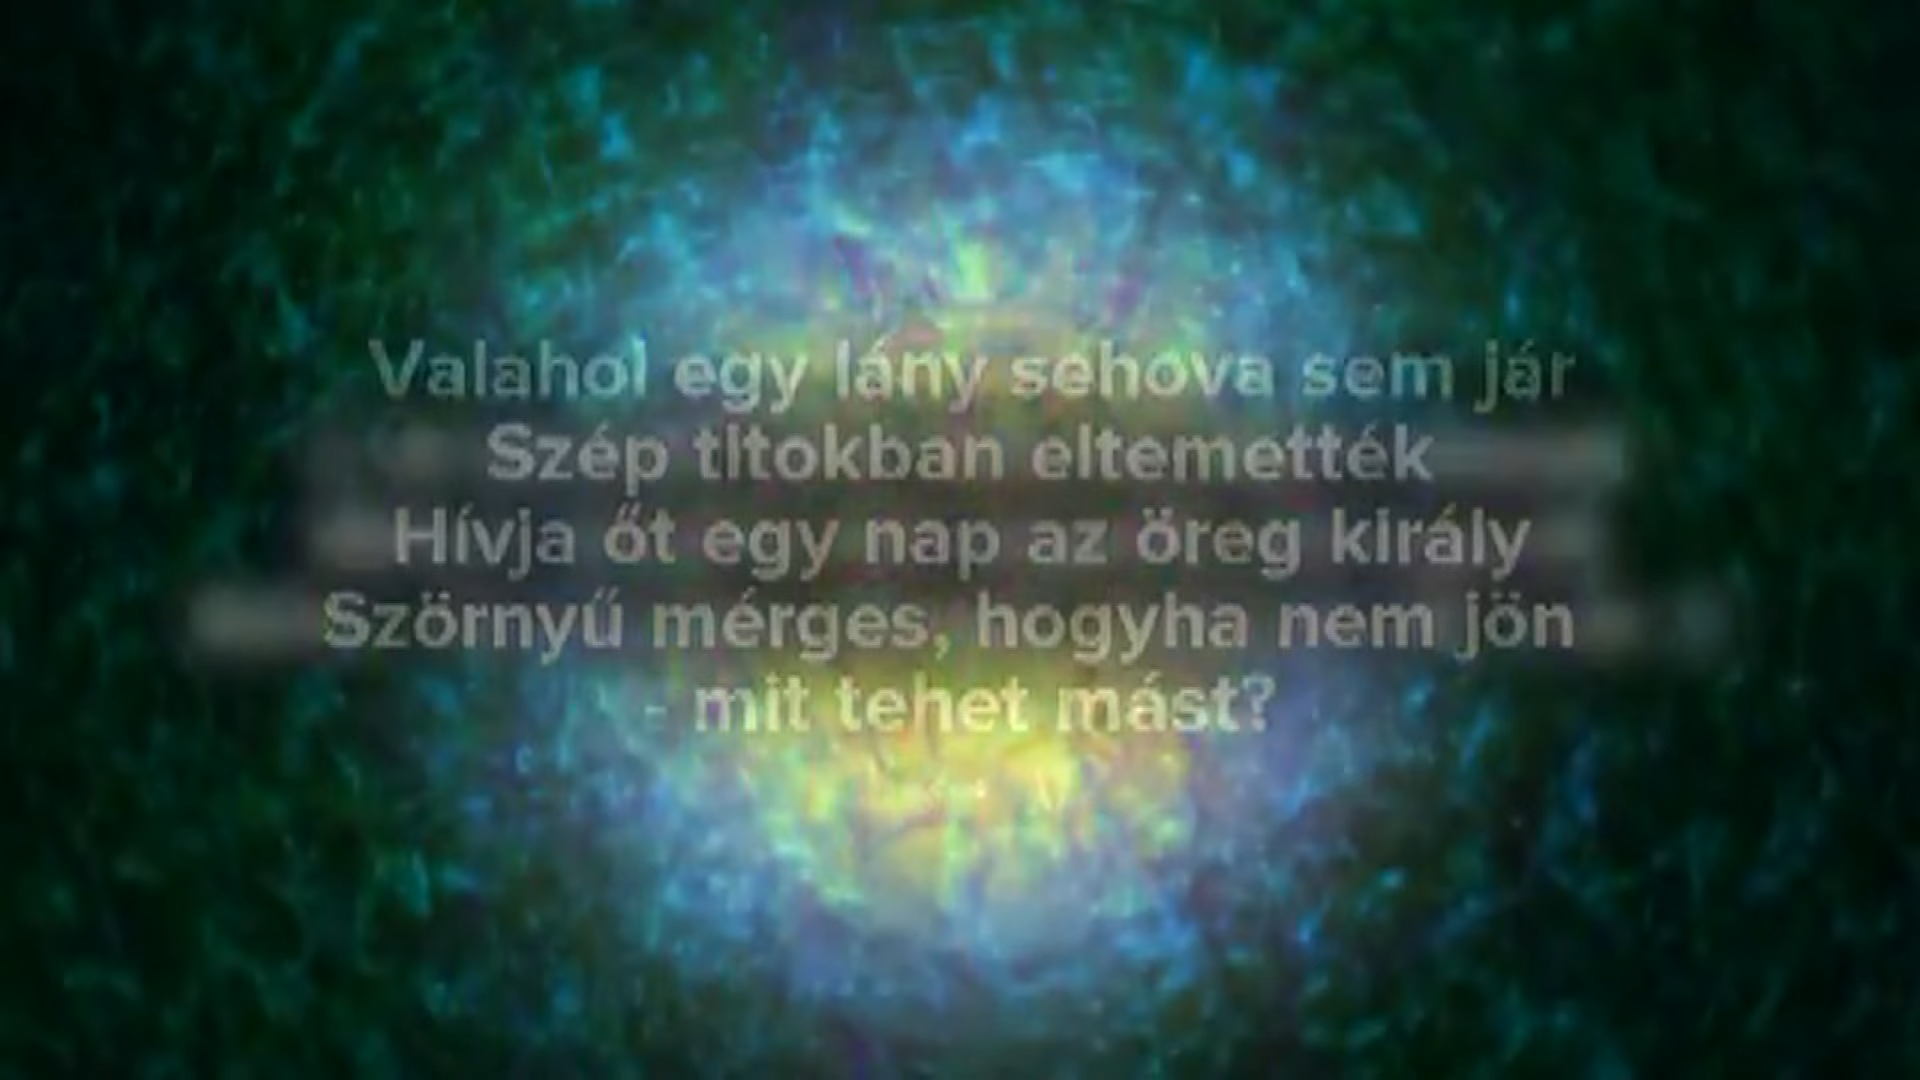 Valahol egy lány sehova sem jár
Szép titokban eltemették
Hívja őt egy nap az öreg király
Szörnyű mérges, hogyha nem jön
- mit tehet mást?